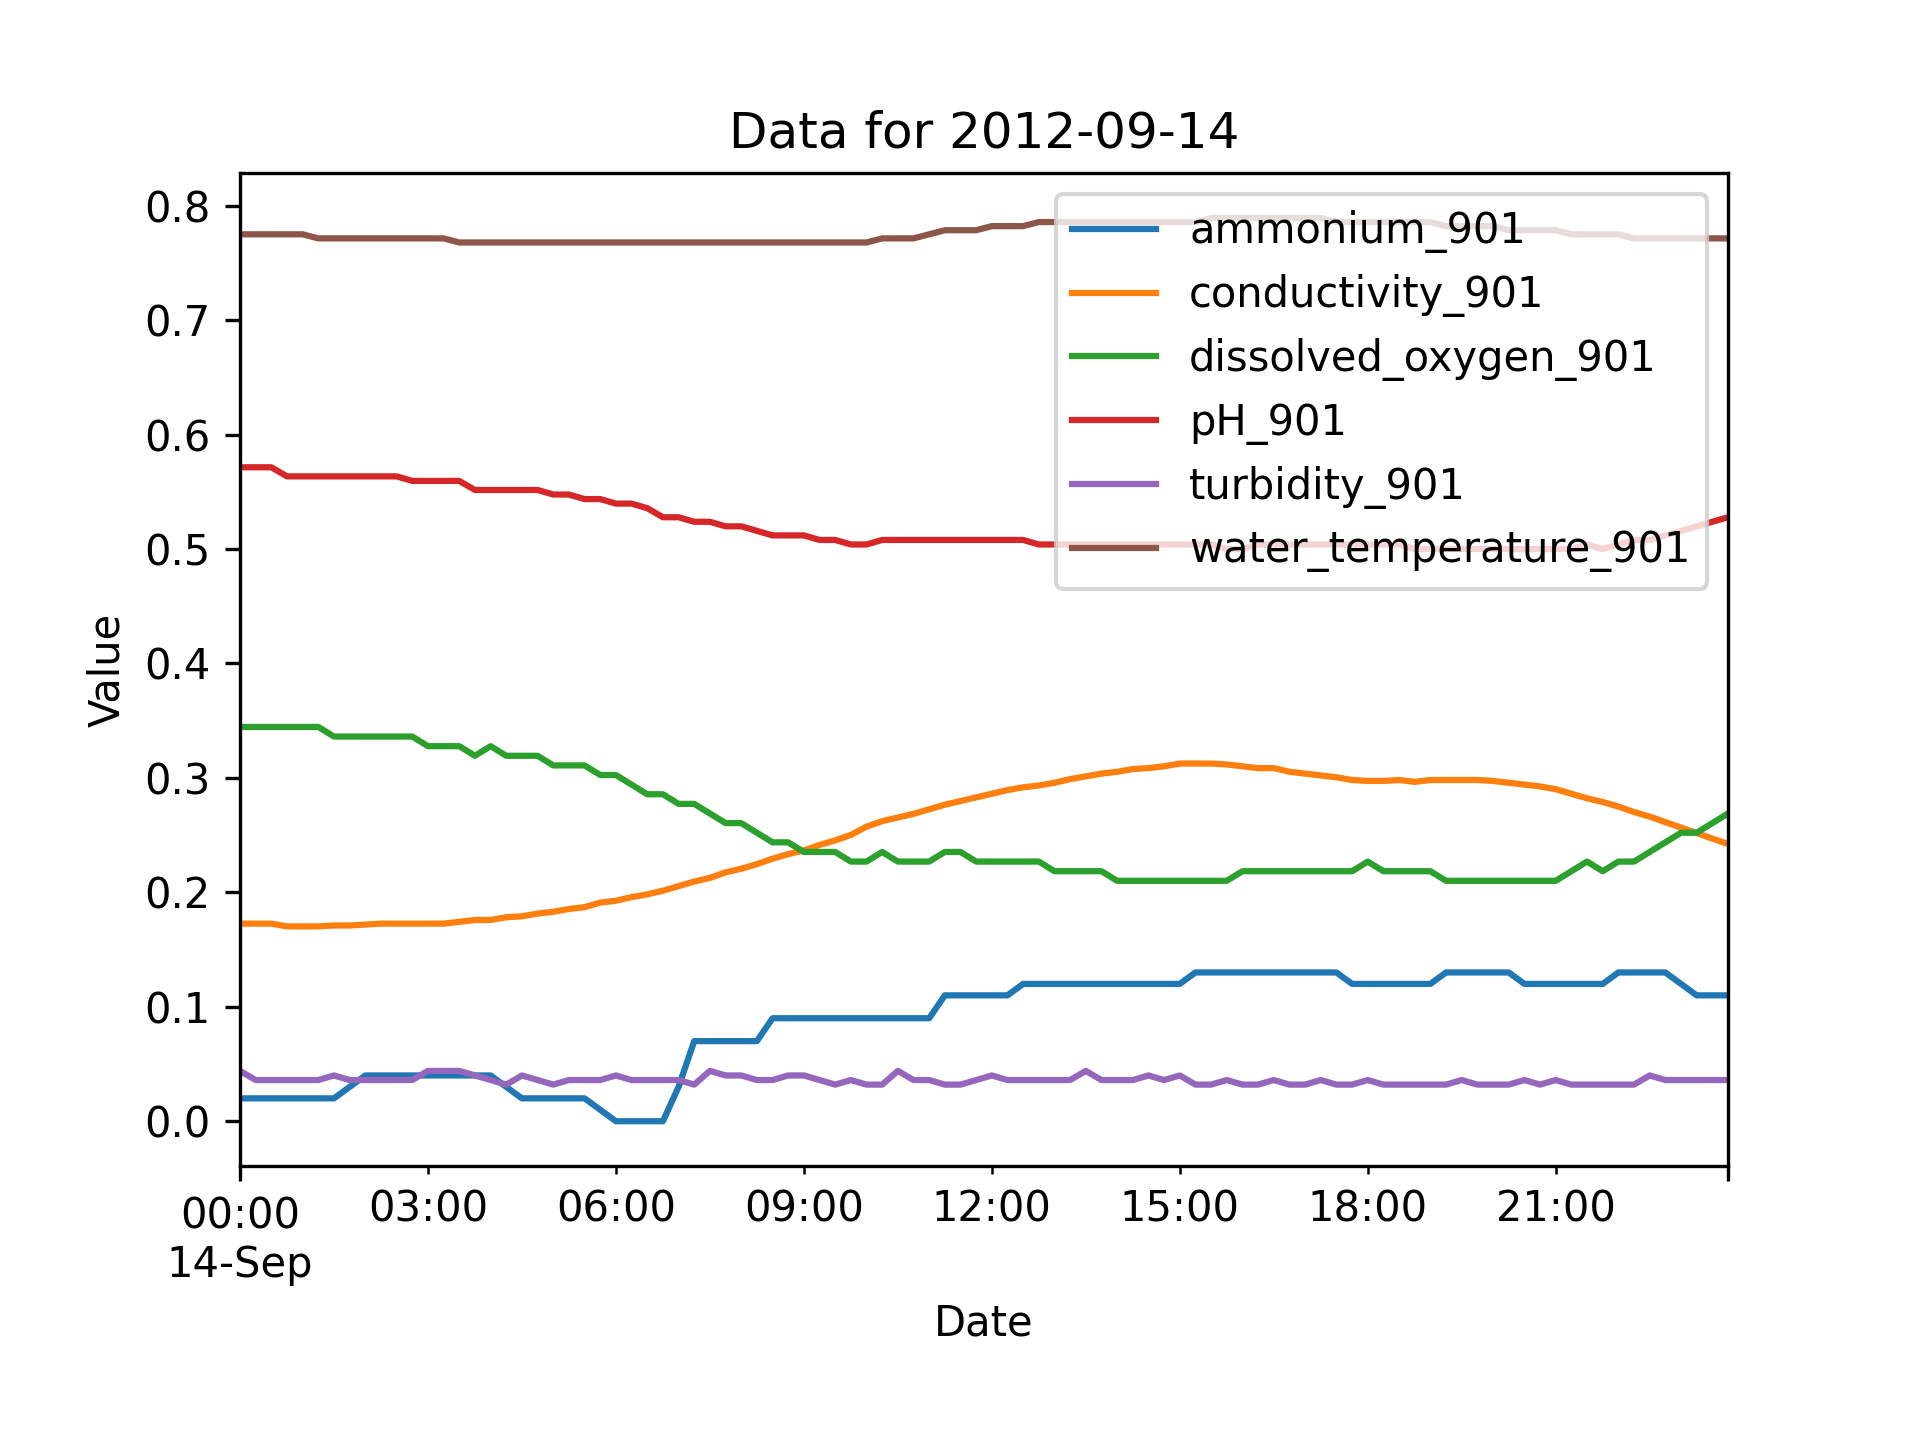 Data for 2012-09-14
0.8
0.7
0.6
0.5
0.4
0.3
0.2
0.1
0.0
Value
ammonium_901
conductivity_901
dissolved_oxygen_901
pH_901
turbidity_901
water_temperature_901
00:00 03:00 06:00 09:00 12:00 15:00 18:00 21:00
14-Sep
Date